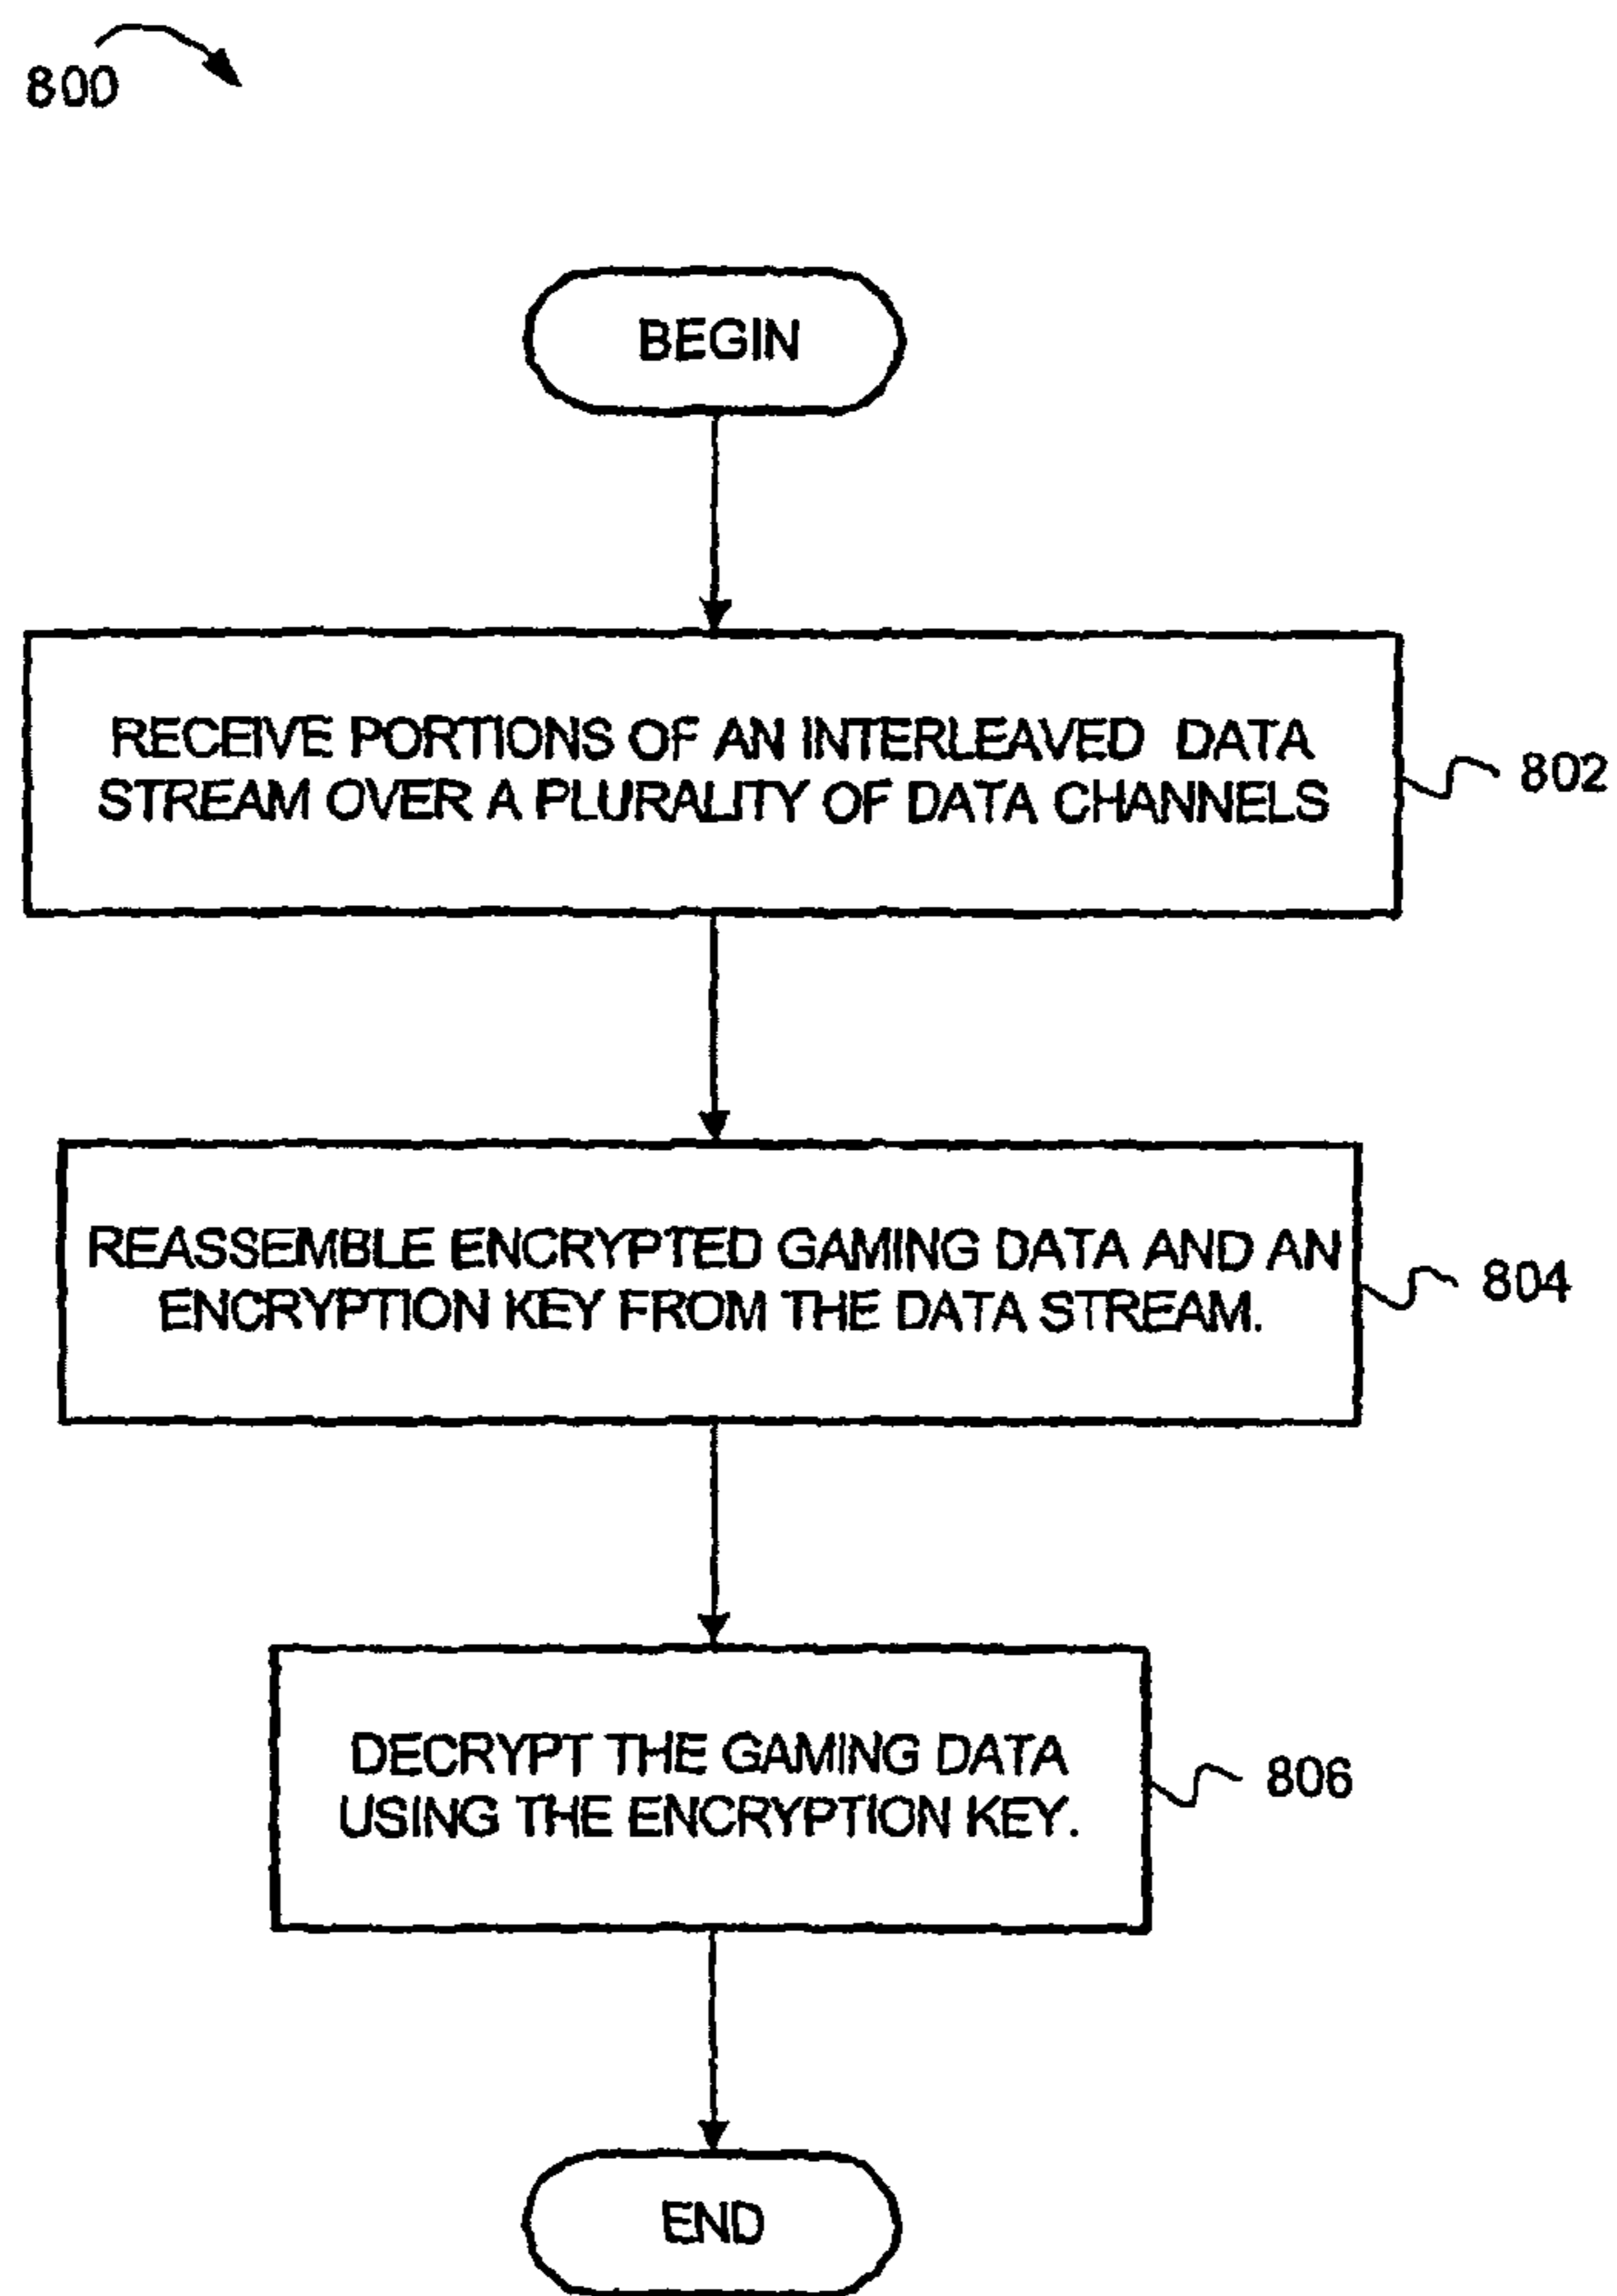 800
BEGIN
RECEIVE PORTIONS OF AN INTERLEAVED DATA
STREAM OVER A PLURALITY OF DATA CHANNELS
802
REASSEMBLE ENCRYPTED GAMING DATA AND AN
ENCRYPTION KEY FROM THE DATA STREAM.
804
DECRYPT THE GAMING DATA
USING THE ENCRYPTION KEY.
806
END